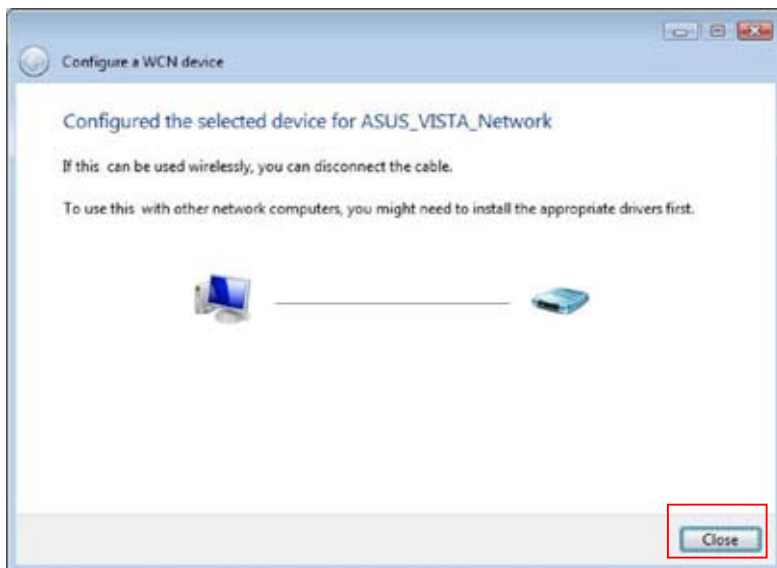 Configure a WCN device
Configured the selected device for ASUS_VISTA_Network
If this can be used wirelessly, you can disconnect the cable.
To use this with other network computers, you might need to install the appropriate drivers first.
Close